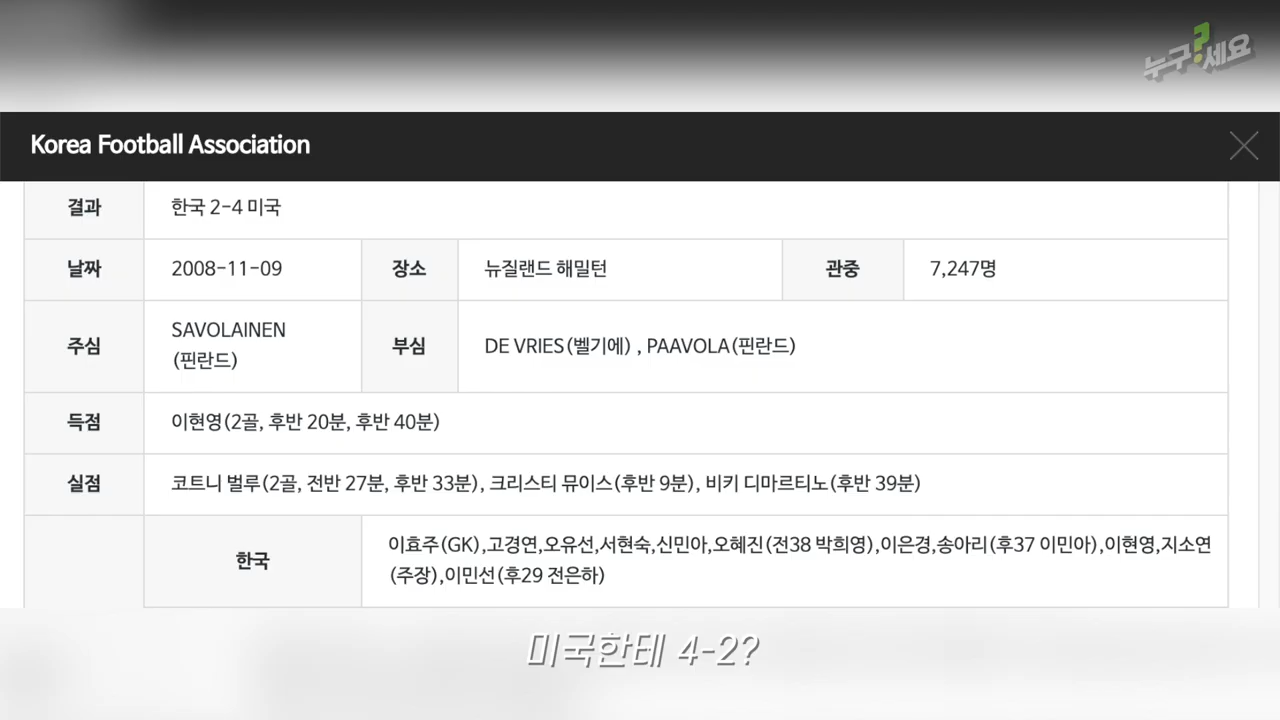 누구?세요
Korea Football Association
결과 한국 2-4 미국
날짜 2008-11-09 장소 뉴질랜드 해밀턴 관중 7,247명
주심 SAVOLAINEN (핀란드) 부심 DE VRIES(벨기에) , PAAVOLA(핀란드)
득점 이현영(2골, 후반 20분, 후반 40분)
실점 코트니 벌루(2골, 전반 27분, 후반 33분), 크리스티 뮤이스(후반 9분), 비키 디마르티노(후반 39분)
한국 이효주(GK),고경연,오유선,서현숙,신민아,오혜진(전38 박희영),이은경,송아리(후37 이민아),이현영,지소연
(주장),이민선(후29 전은하)
미국한테 4-2?